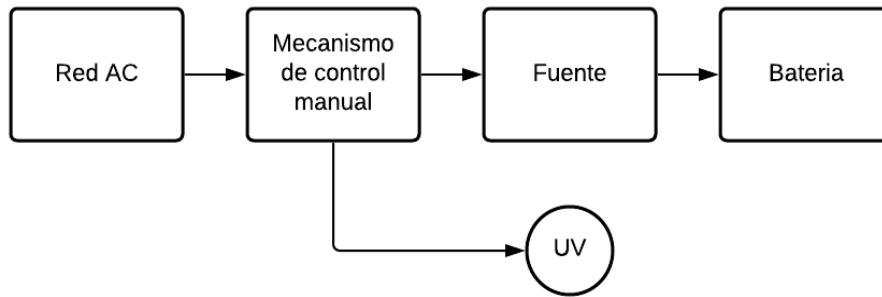 Red AC
Mecanismo
de control
manual
Fuente
Bateria
UV